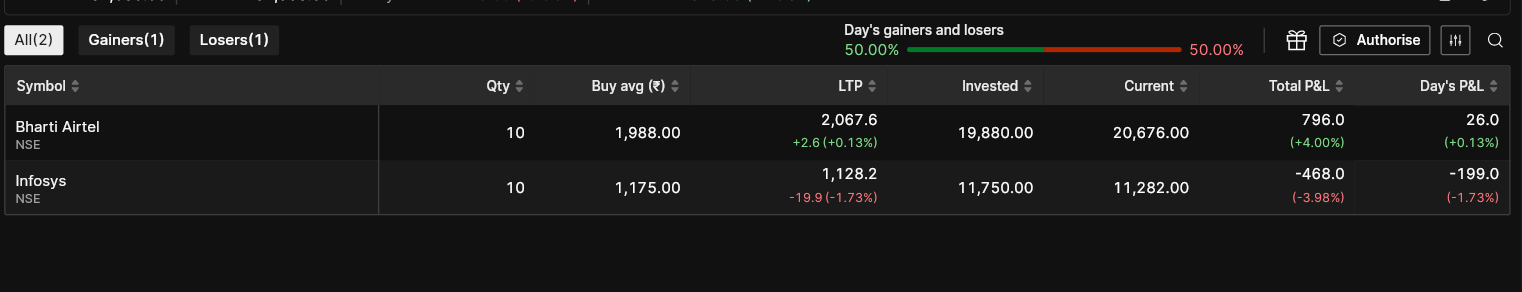 All(2) Gainers(1) Losers(1) Day's gainers and losers
50.00% 50.00% Authorise
Symbol Qty Buy avg (₹) LTP Invested Current Total P&L Day's P&L
Bharti Airtel 10 1,988.00 2,067.6 19,880.00 20,676.00 796.0 26.0
NSE +2.6 (+0.13%) (+4.00%) (+0.13%)
Infosys 10 1,175.00 1,128.2 11,750.00 11,282.00 -468.0 -199.0
NSE -19.9 (-1.73%) (-3.98%) (-1.73%)